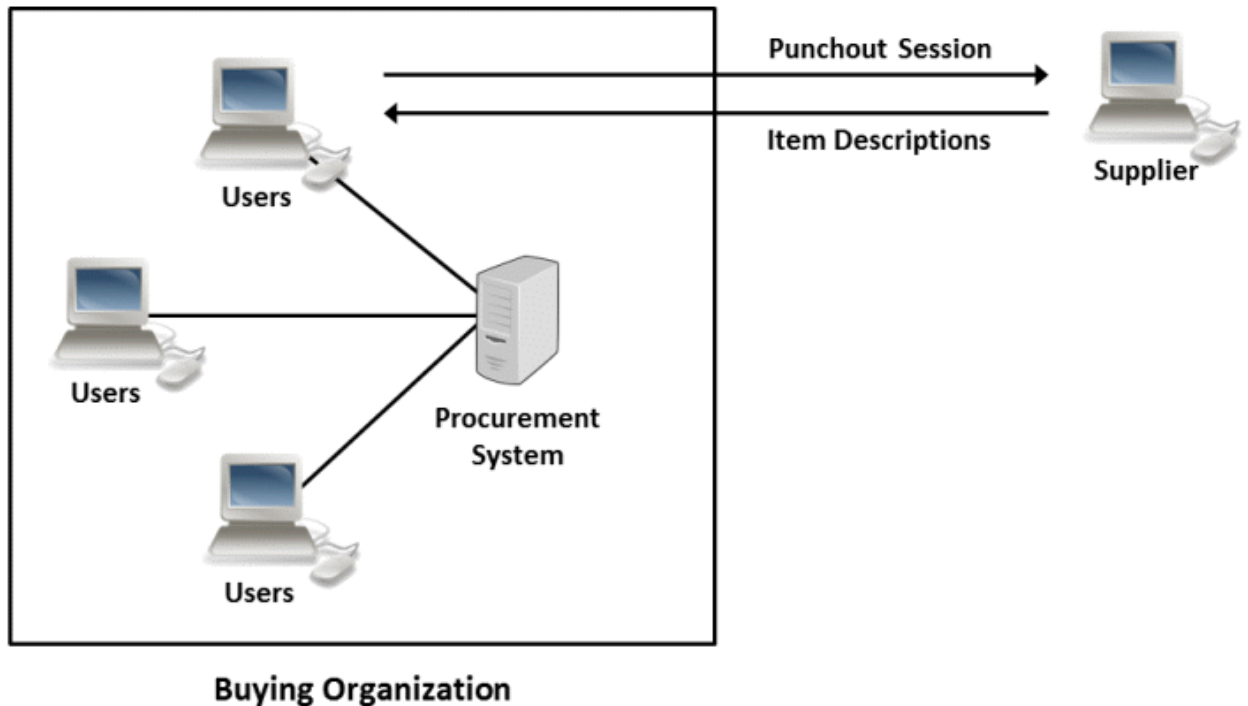 Punchout Session
Item Descriptions
Supplier
Users
Users
Procurement
System
Users
Buying Organization